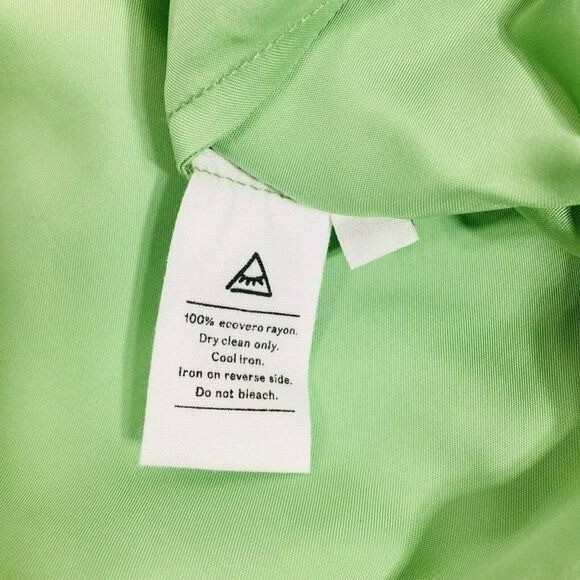 100% ecovero rayon.
Dry clean only.
Cool iron.
Iron on reverse side.
Do not bleach.